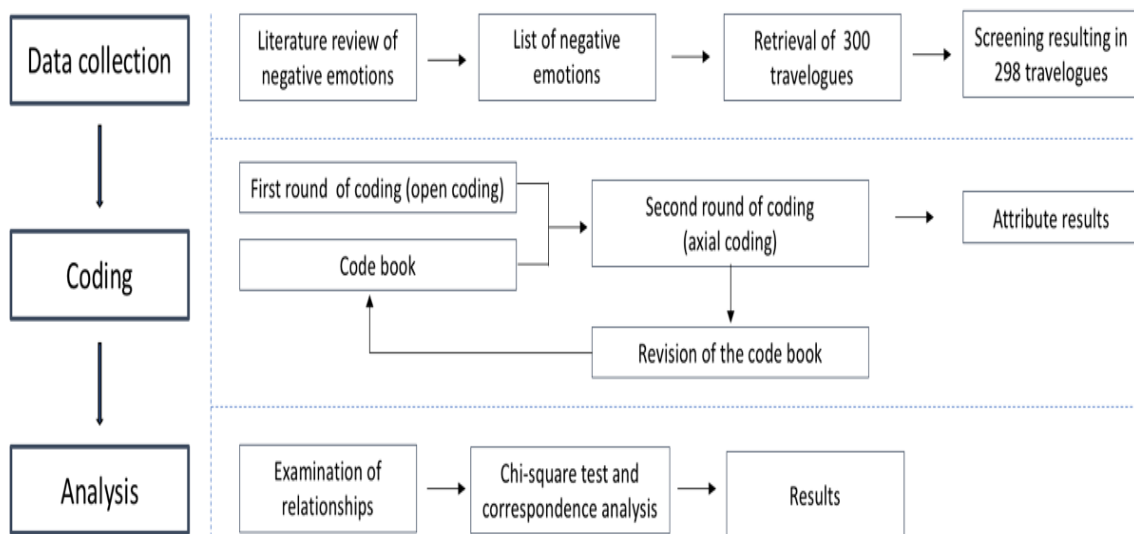 Data collection
Literature review of
negative emotions
List of negative
emotions
Retrieval of 300
travelogues
Screening resulting in
298 travelogues
Coding
First round of coding (open coding)
Code book
Second round of coding
(axial coding)
Attribute results
Revision of the code book
Analysis
Examination of
relationships
Chi-square test and
correspondence analysis
Results